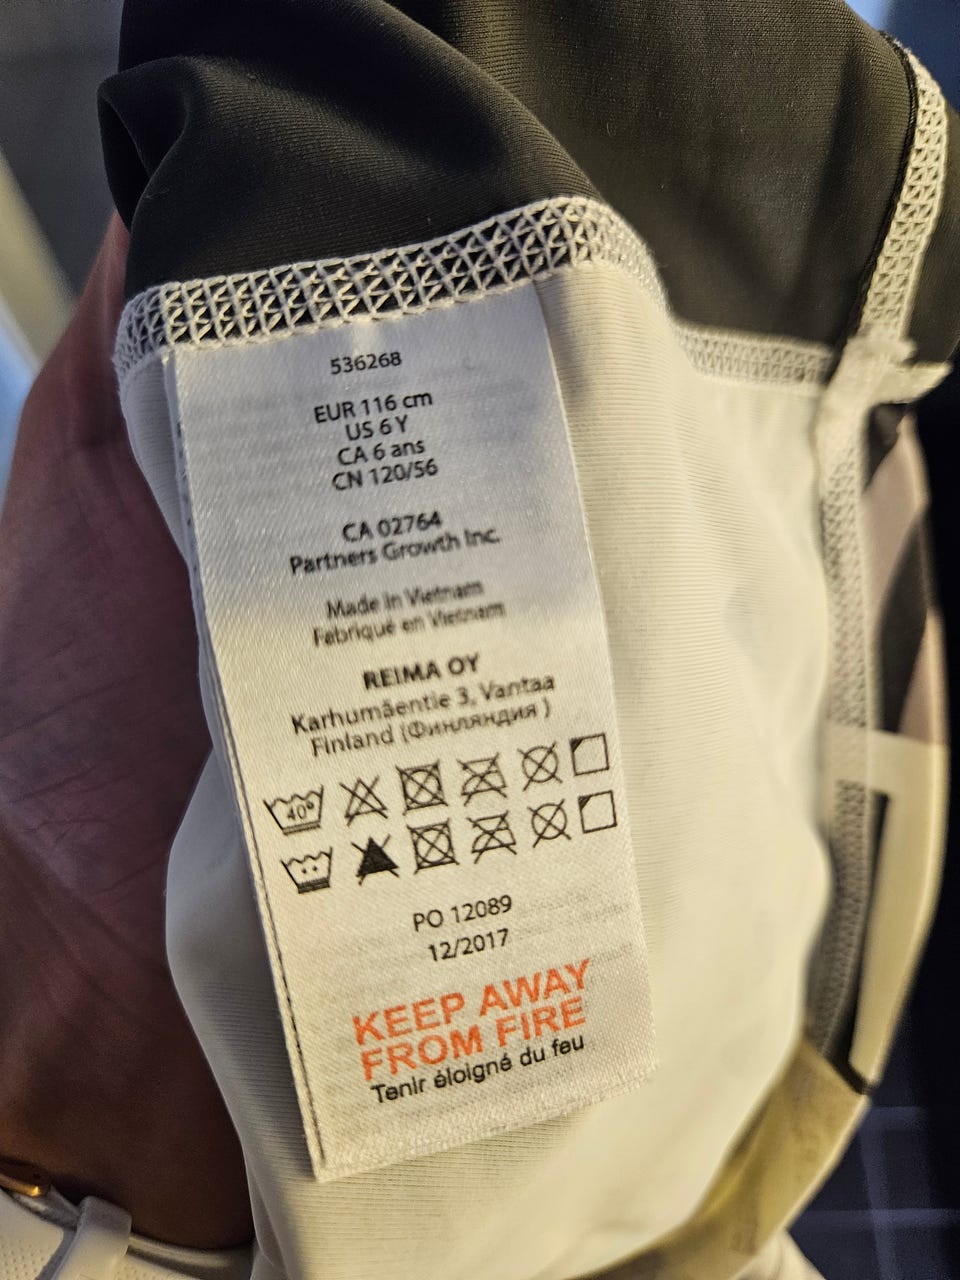 536268
EUR 116 cm
US 6 Y
CA 6 ans
CN 120/56
CA 02764
Partners Growth Inc.
Made in Vietnam
Fabriqué en Vietnam
REIMA OY
Karhumäentie 3, Vantaa
Finland (Финляндия )
40°
PO 12089
12/2017
KEEP AWAY
FROM FIRE
Tenir éloigné du feu